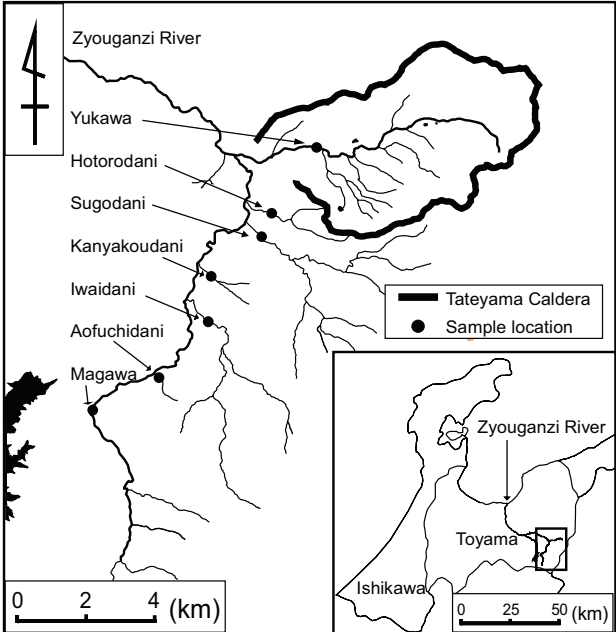 Zyouganzi River
Yukawa
Hotorodani
Sugodani
Kanyakoudani
Iwaidani
Aofuchidani
Magawa
Tateyama Caldera
Sample location
Zyouganzi River
Toyama
Ishikawa
0 2 4 (km)
0 25 50 (km)